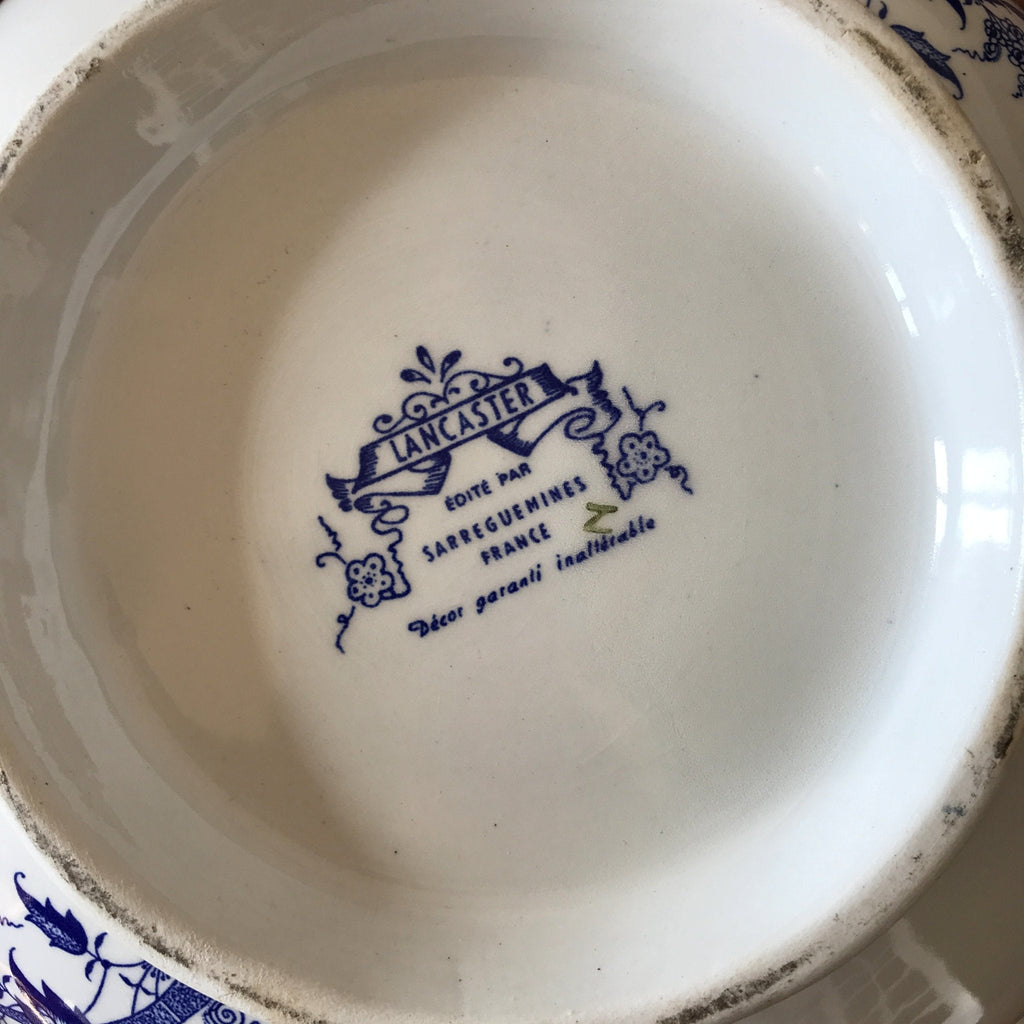 LANCASTER
ÉDITÉ PAR
SARREGUEMINES
FRANCE
N
Décor garanti inaltérable